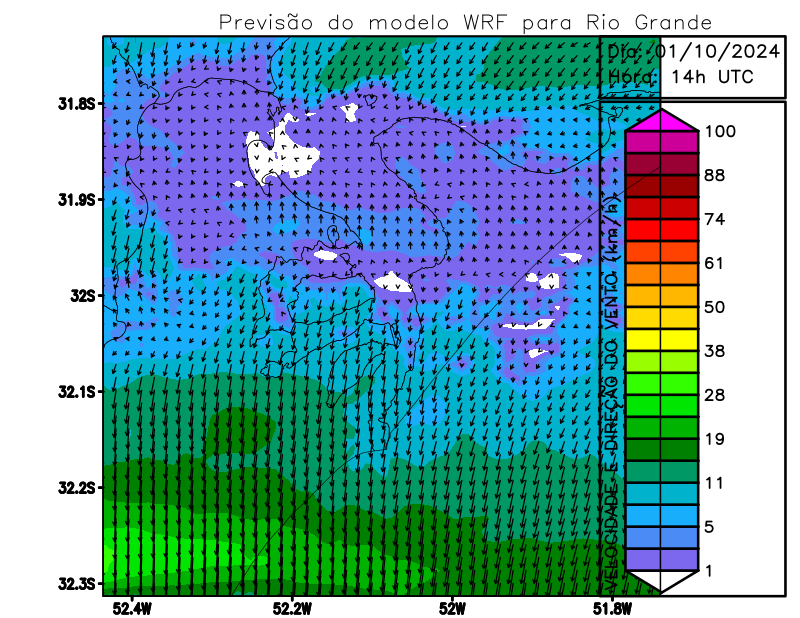 Previsão do modelo WRF para Rio Grande
Dia: 01/10/2024
Hora: 14h UTC
31.8S
31.9S
32S
32.1S
32.2S
32.3S
52.4W
52.2W
52W
51.8W
VELOCIDADE E DIREÇÃO DO VENTO (km/h)
100
88
74
61
50
38
28
19
11
5
1